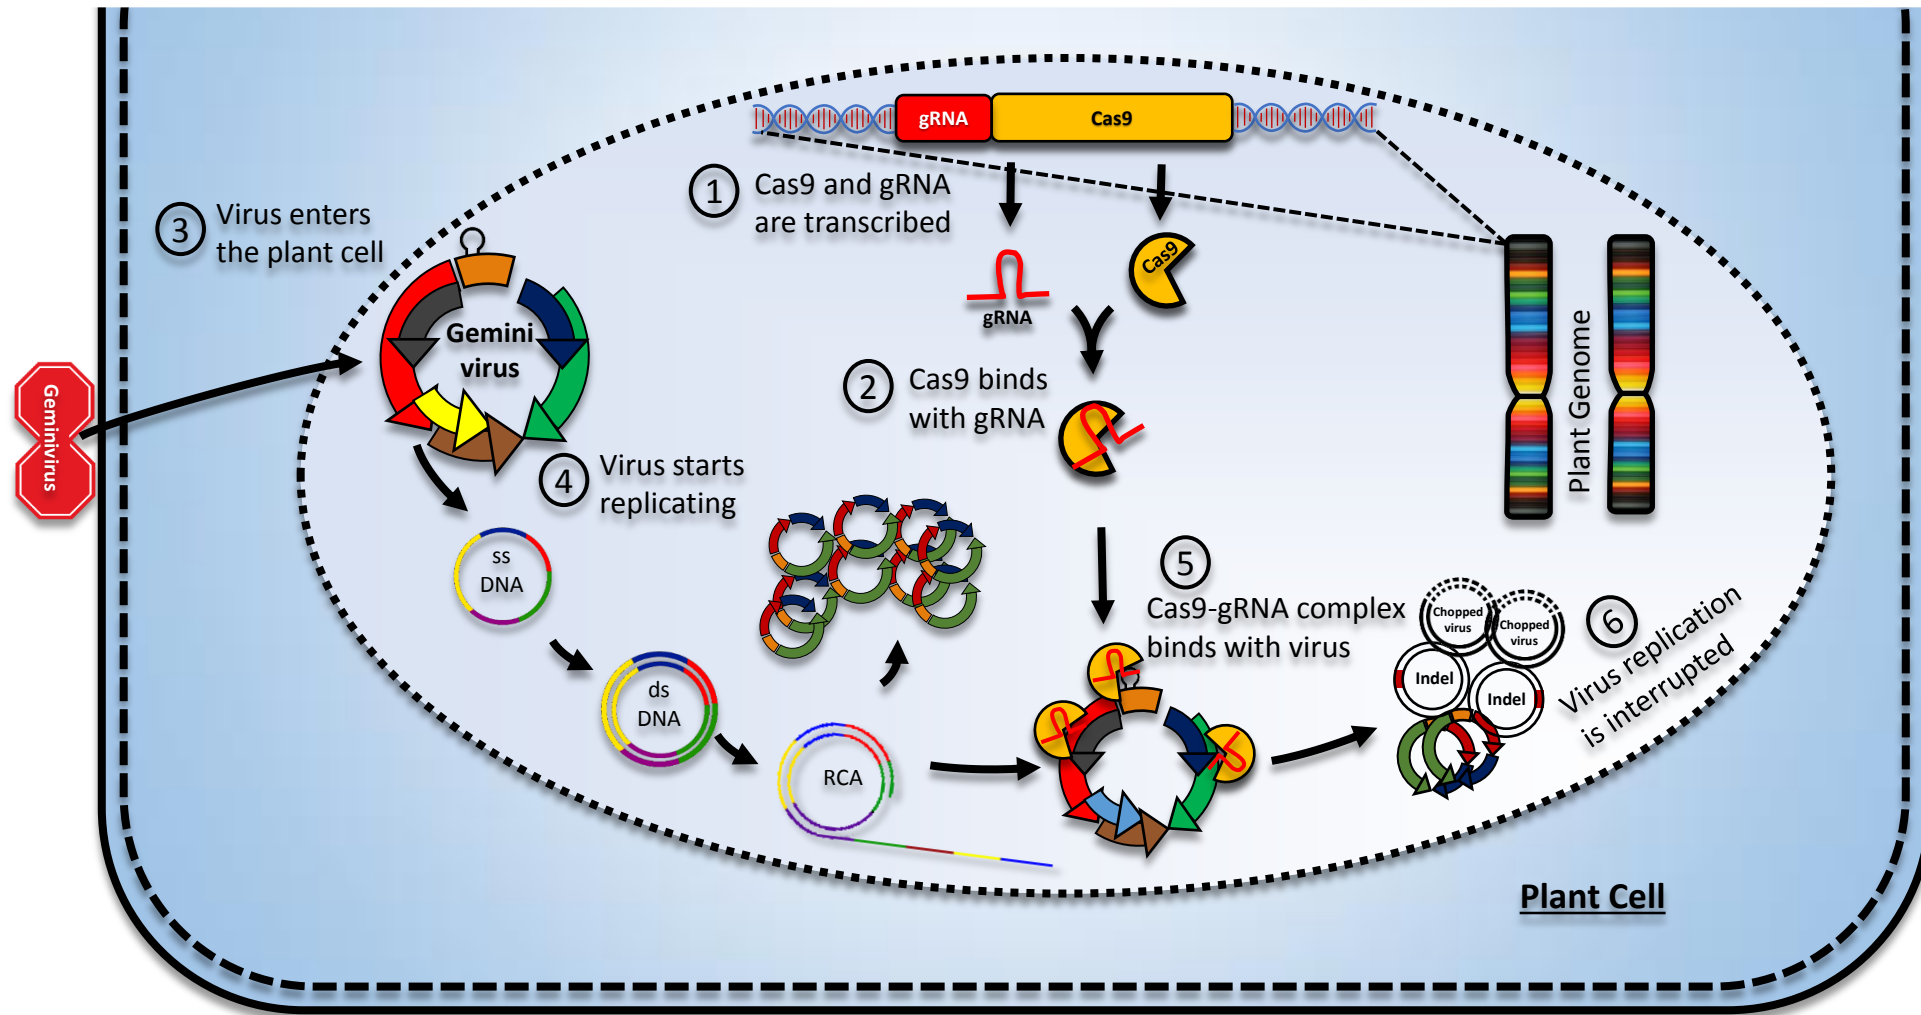 gRNA
Cas9
1
Cas9 and gRNA
are transcribed
3
Virus enters
the plant cell
Cas9
gRNA
Gemini
virus
2
Cas9 binds
with gRNA
Geminivirus
Plant Genome
4
Virus starts
replicating
ss
DNA
5
Cas9-gRNA complex
binds with virus
Chopped
virus
Chopped
virus
6
Virus replication
is interrupted
Indel
Indel
ds
DNA
RCA
Plant Cell